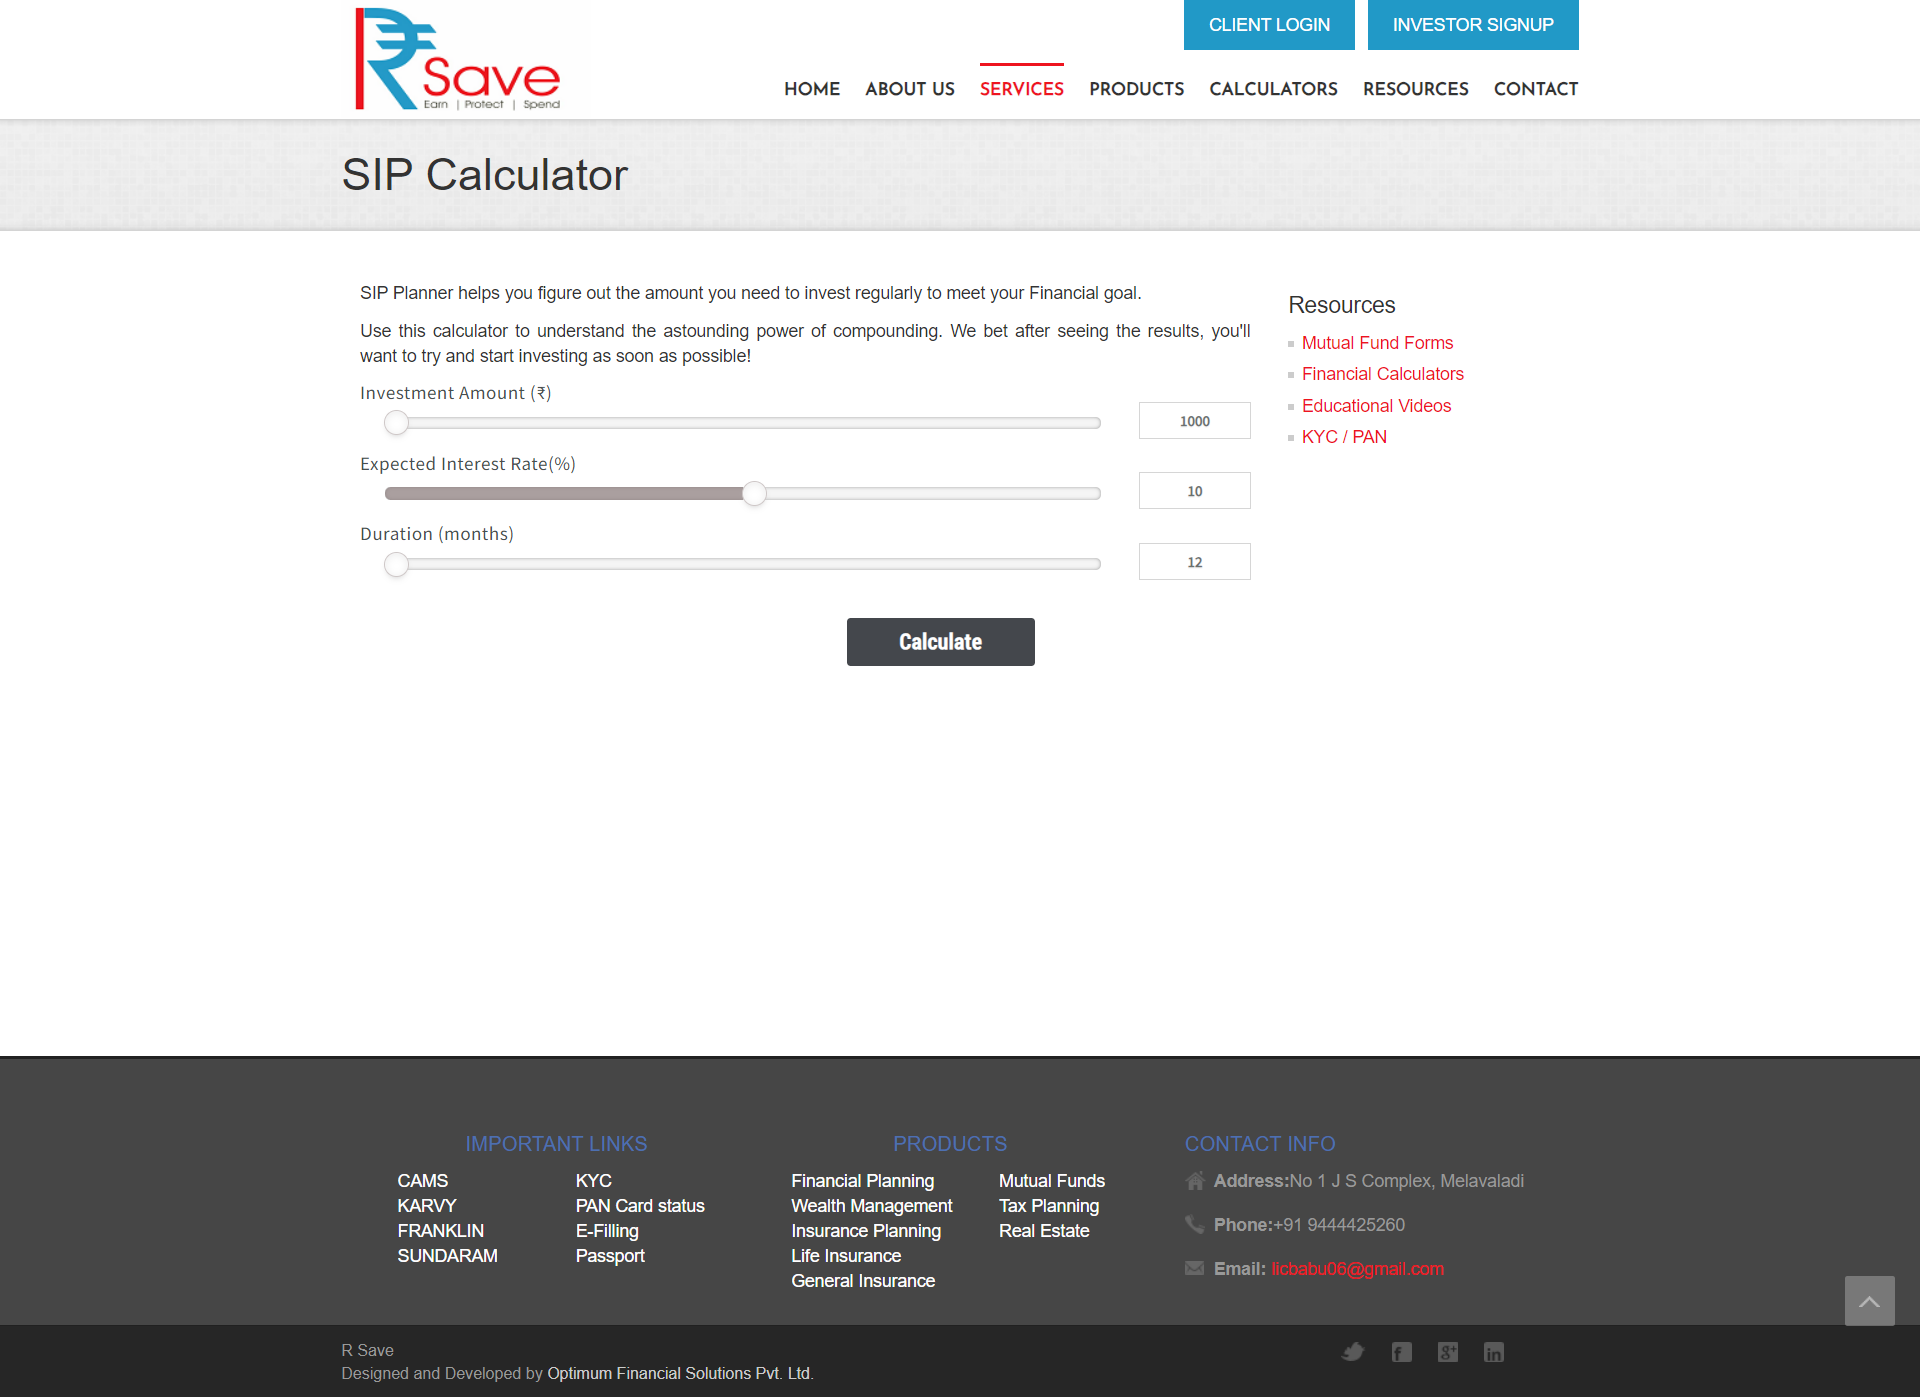 Save
Earn | Protect | Spend
CLIENT LOGIN
INVESTOR SIGNUP
HOME ABOUT US SERVICES PRODUCTS CALCULATORS RESOURCES CONTACT
SIP Calculator
SIP Planner helps you figure out the amount you need to invest regularly to meet your Financial goal.
Use this calculator to understand the astounding power of compounding. We bet after seeing the results, you'll
want to try and start investing as soon as possible!
Investment Amount (₹)
1000
Expected Interest Rate(%)
10
Duration (months)
12
Calculate
Resources
Mutual Fund Forms
Financial Calculators
Educational Videos
KYC / PAN
IMPORTANT LINKS
CAMS
KARVY
FRANKLIN
SUNDARAM
KYC
PAN Card status
E-Filling
Passport
PRODUCTS
Financial Planning
Wealth Management
Insurance Planning
Life Insurance
General Insurance
Mutual Funds
Tax Planning
Real Estate
CONTACT INFO
Address:No 1 J S Complex, Melavaladi
Phone:+91 9444425260
Email: licbabu06@gmail.com
R Save
Designed and Developed by Optimum Financial Solutions Pvt. Ltd.